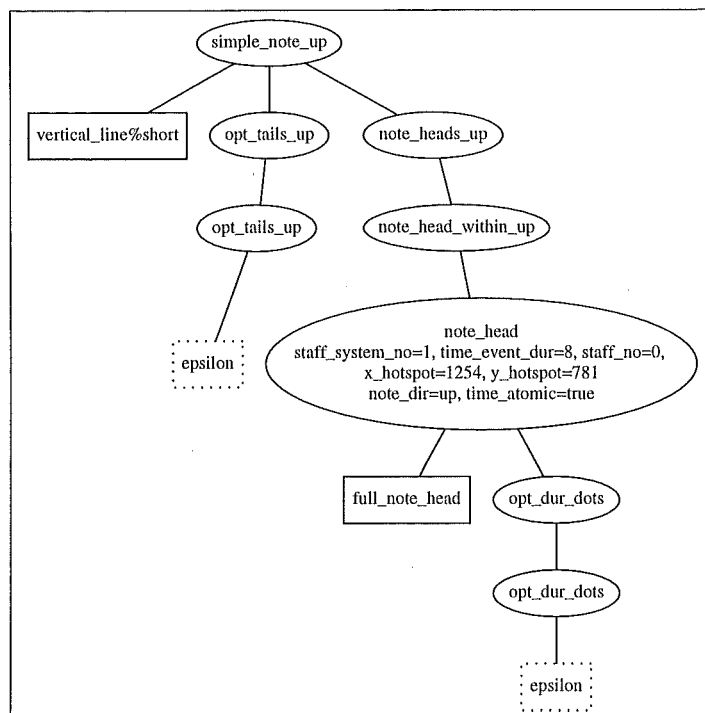 simple_note_up
vertical_line%short
opt_tails_up
note_heads_up
opt_tails_up
note_head_within_up
epsilon
note_head
staff_system_no=1, time_event_dur=8, staff_no=0,
x_hotspot=1254, y_hotspot=781
note_dir=up, time_atomic=true
full_note_head
opt_dur_dots
opt_dur_dots
epsilon